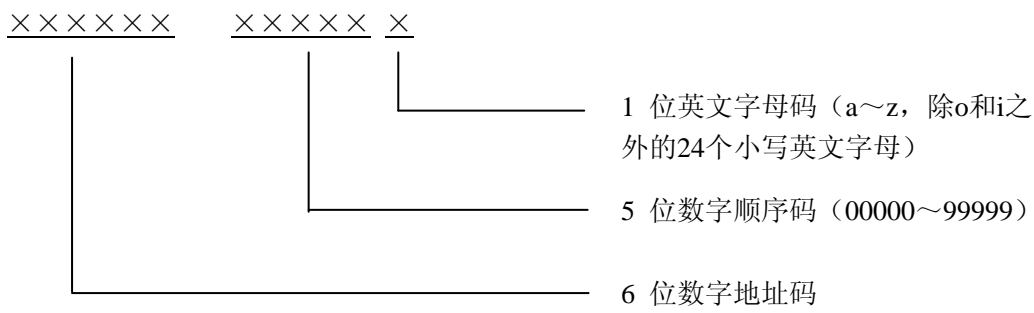 ×××××× ××××× ×
1 位英文字母码（a～z，除o和i之
外的24个小写英文字母）
5 位数字顺序码（00000～99999）
6 位数字地址码